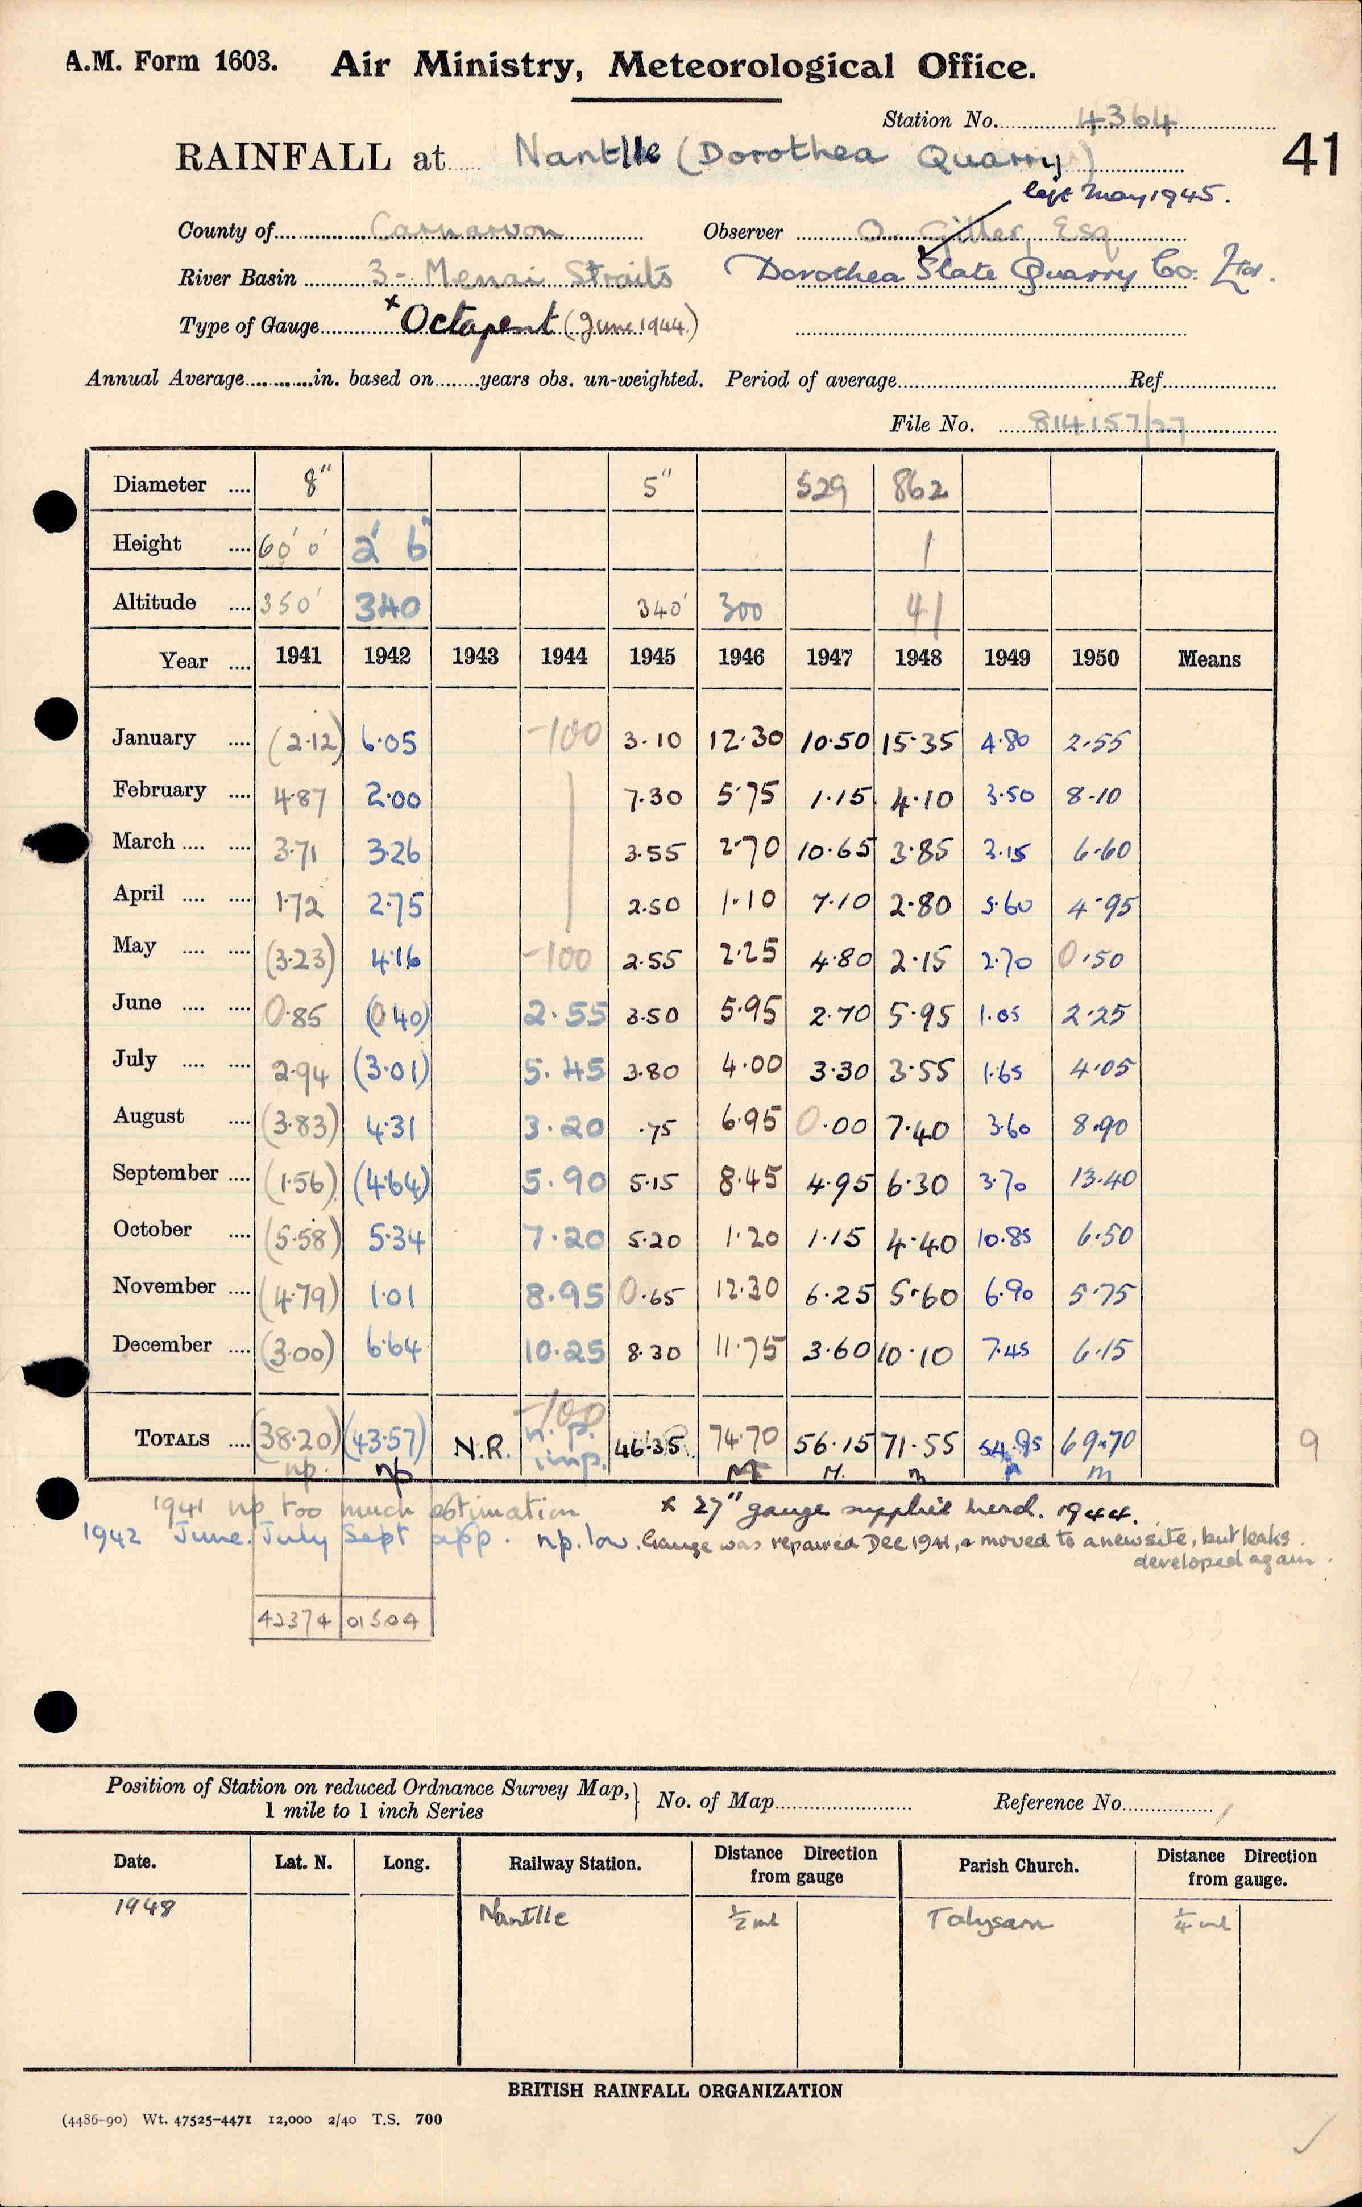 A.M. Form 1603. Air Ministry, Meteorological Office.
Station No. 4364
RAINFALL at Nantlle (Dorothea Quarry) 41
left May 1945.
County of Carnarvon Observer O. Gitter, Esq
River Basin 3 - Menai Straits Dorothea Slate Quarry Co. Ltd.
Type of Gauge x Octapent (June 1944)
Annual Average in. based on years obs. un-weighted. Period of average Ref
File No. 814157/27
Diameter 8" 5" 529 862
Height 60' 0' 2' 6" 1
Altitude 350' 340 340' 300 41
Year 1941 1942 1943 1944 1945 1946 1947 1948 1949 1950 Means
January (2.12) 6.05 -100 3.10 12.30 10.50 15.35 4.80 2.55
February 4.87 2.00 7.30 5.75 1.15 4.10 3.50 8.10
March 3.71 3.26 3.55 2.70 10.65 3.85 3.15 6.60
April 1.72 2.75 2.50 1.10 7.10 2.80 5.60 4.95
May (3.23) 4.16 -100 2.55 2.25 4.80 2.15 2.70 0.50
June 0.85 (0.40) 2.55 3.50 5.95 2.70 5.95 1.05 2.25
July 2.94 (3.01) 5.45 3.80 4.00 3.30 3.55 1.65 4.05
August (3.83) 4.31 3.20 .75 6.95 0.00 7.40 3.60 8.90
September (1.56) (4.64) 5.90 5.15 8.45 4.95 6.30 3.70 13.40
October (5.58) 5.34 7.20 5.20 1.20 1.15 4.40 10.85 6.50
November (4.79) 1.01 8.95 0.65 12.30 6.25 5.60 6.90 5.75
December (3.00) 6.64 10.25 8.30 11.75 3.60 10.10 7.45 6.15
-100
TOTALS (38.20) (43.57) N.R. n.p. 46.35 74.70 56.15 71.55 54.95 69.70 9
np. np imp. M. m m
1941 np too much estimation x 27" gauge supplied herd. 1944.
1942 June, July Sept app. np. low. Gauge was repaired Dec 1941, & moved to a new site, but leaks
developed again.
42374 01504
Position of Station on reduced Ordnance Survey Map, 1 mile to 1 inch Series No. of Map Reference No.
Date. Lat. N. Long. Railway Station. Distance Direction from gauge Parish Church. Distance Direction from gauge.
1948 Nantlle ½ ml Talysarn ¼ ml
BRITISH RAINFALL ORGANIZATION
(4486-90) Wt. 47525-4471 12,000 2/40 T.S. 700